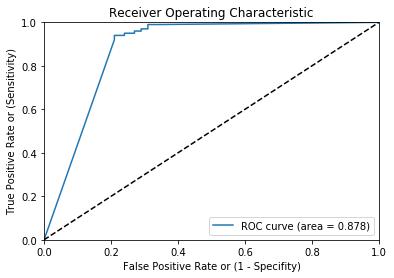 Receiver Operating Characteristic
1.0
0.8
0.6
0.4
0.2
0.0
True Positive Rate or (Sensitivity)
ROC curve (area = 0.878)
0.0 0.2 0.4 0.6 0.8 1.0
False Positive Rate or (1 - Specifity)